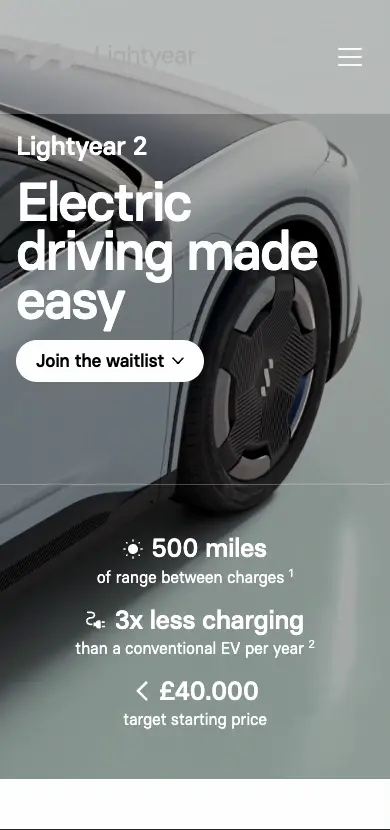 Lightyear
Lightyear 2
Electric
driving made
easy
Join the waitlist
500 miles
of range between charges ¹
3x less charging
than a conventional EV per year ²
< £40.000
target starting price